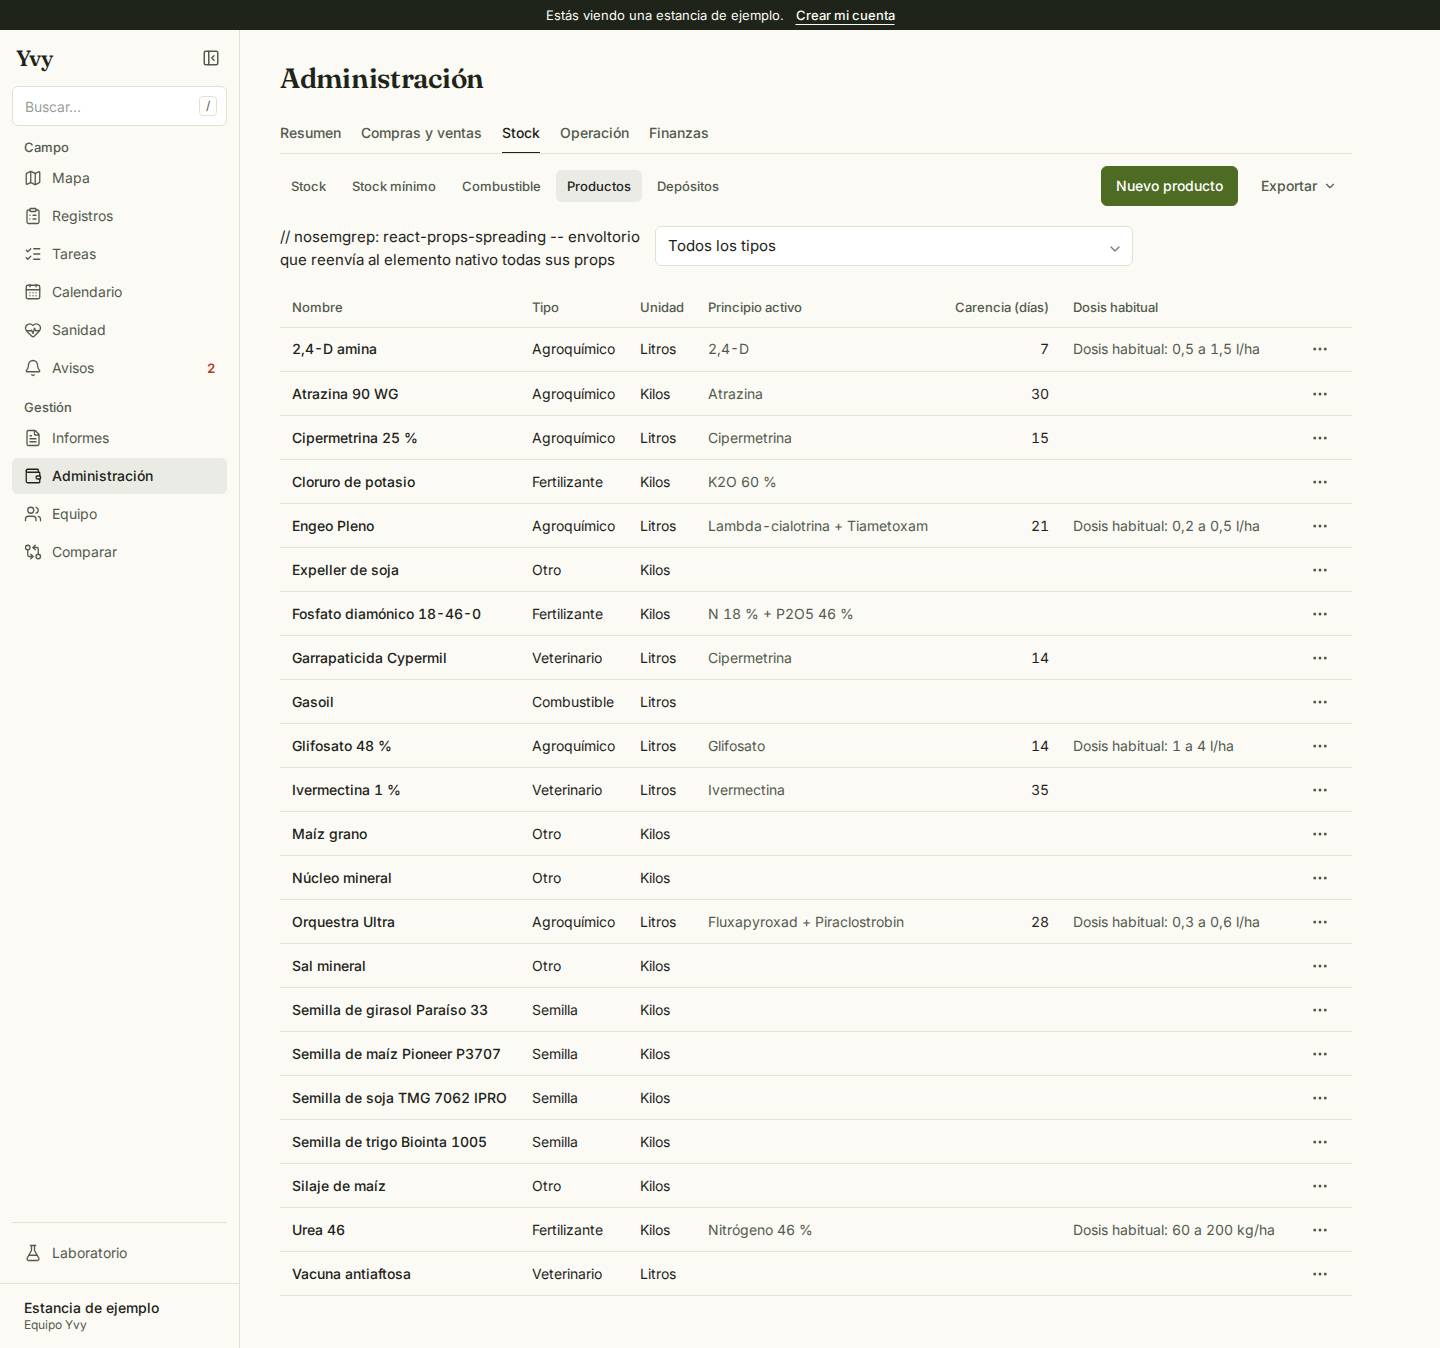 Estás viendo una estancia de ejemplo. Crear mi cuenta
Yvy
Buscar... /
Campo
Mapa
Registros
Tareas
Calendario
Sanidad
Avisos 2
Gestión
Informes
Administración
Equipo
Comparar
Laboratorio
Estancia de ejemplo
Equipo Yvy
Administración
Resumen Compras y ventas Stock Operación Finanzas
Stock Stock mínimo Combustible Productos Depósitos Nuevo producto Exportar
// nosemgrep: react-props-spreading -- envoltorio
que reenvía al elemento nativo todas sus props
Todos los tipos
Nombre Tipo Unidad Principio activo Carencia (días) Dosis habitual
2,4-D amina Agroquímico Litros 2,4-D 7 Dosis habitual: 0,5 a 1,5 l/ha
Atrazina 90 WG Agroquímico Kilos Atrazina 30
Cipermetrina 25 % Agroquímico Litros Cipermetrina 15
Cloruro de potasio Fertilizante Kilos K2O 60 %
Engeo Pleno Agroquímico Litros Lambda-cialotrina + Tiametoxam 21 Dosis habitual: 0,2 a 0,5 l/ha
Expeller de soja Otro Kilos
Fosfato diamónico 18-46-0 Fertilizante Kilos N 18 % + P2O5 46 %
Garrapaticida Cypermil Veterinario Litros Cipermetrina 14
Gasoil Combustible Litros
Glifosato 48 % Agroquímico Litros Glifosato 14 Dosis habitual: 1 a 4 l/ha
Ivermectina 1 % Veterinario Litros Ivermectina 35
Maíz grano Otro Kilos
Núcleo mineral Otro Kilos
Orquestra Ultra Agroquímico Litros Fluxapyroxad + Piraclostrobin 28 Dosis habitual: 0,3 a 0,6 l/ha
Sal mineral Otro Kilos
Semilla de girasol Paraíso 33 Semilla Kilos
Semilla de maíz Pioneer P3707 Semilla Kilos
Semilla de soja TMG 7062 IPRO Semilla Kilos
Semilla de trigo Biointa 1005 Semilla Kilos
Silaje de maíz Otro Kilos
Urea 46 Fertilizante Kilos Nitrógeno 46 % Dosis habitual: 60 a 200 kg/ha
Vacuna antiaftosa Veterinario Litros